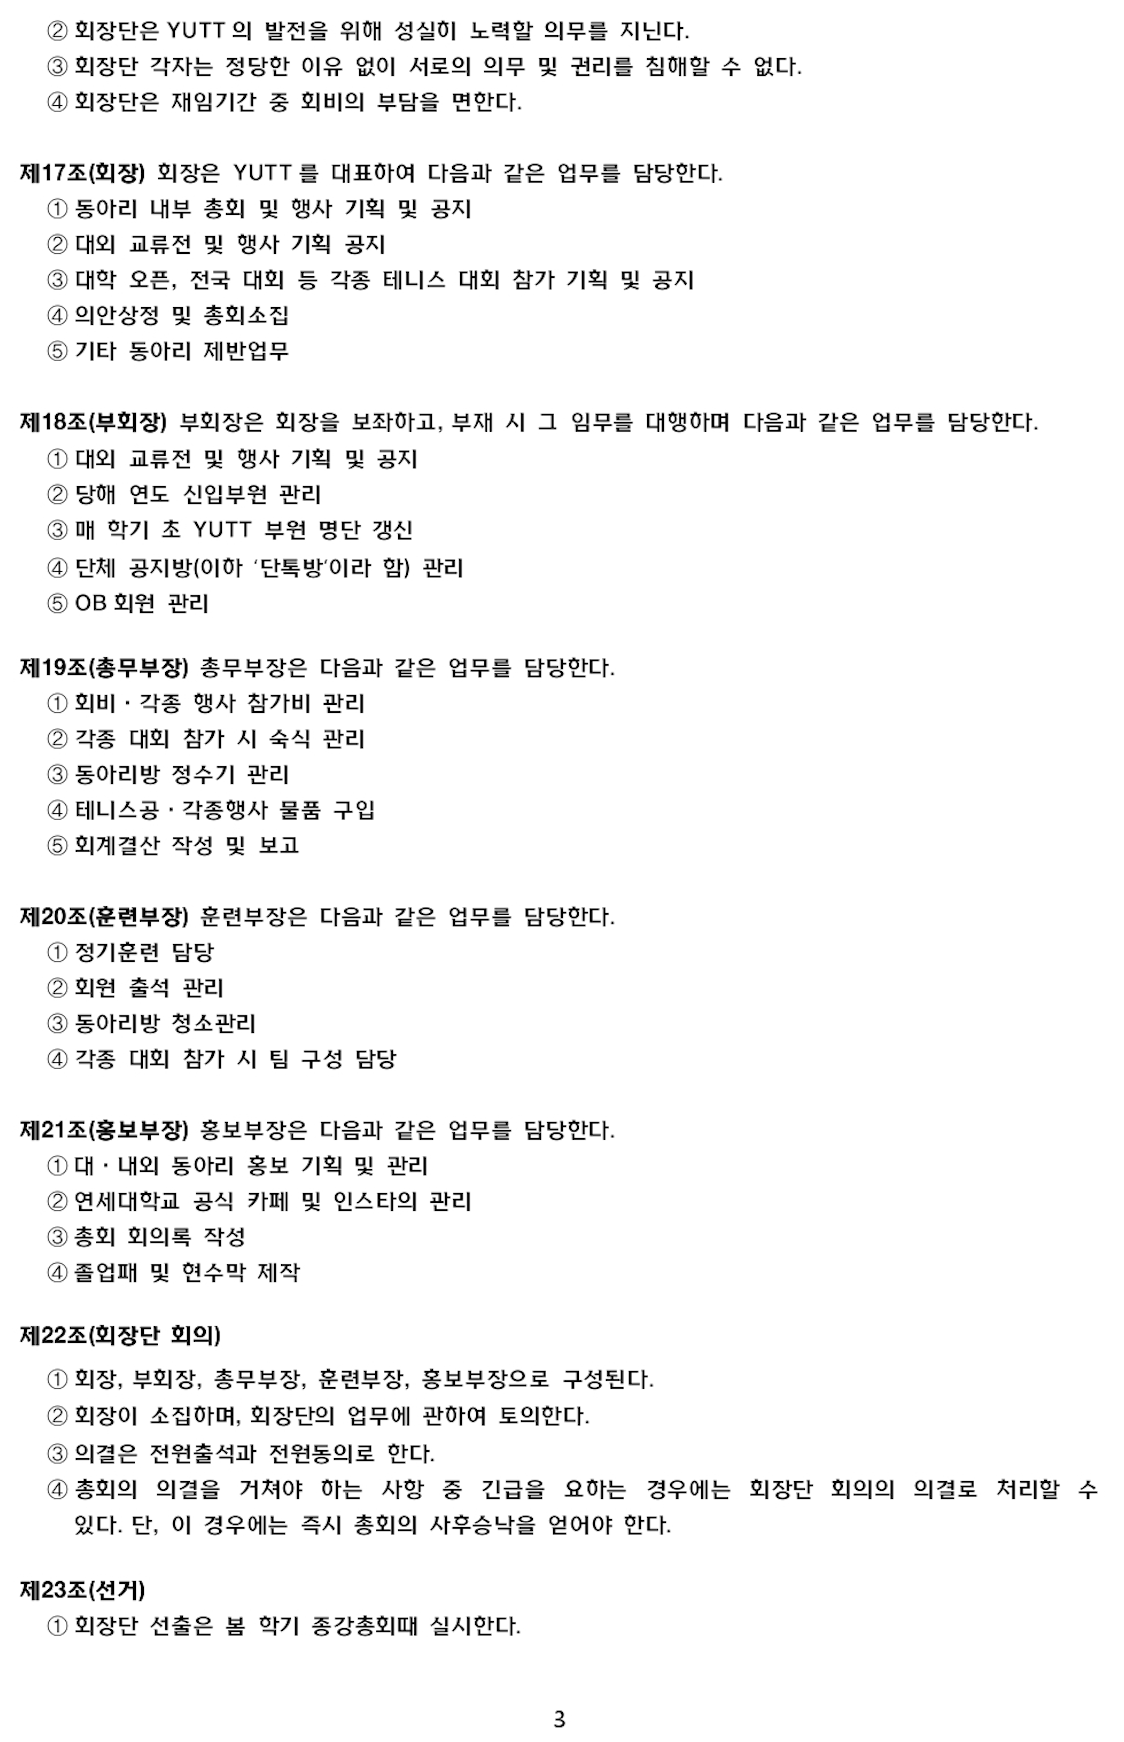 ② 회장단은 YUTT의 발전을 위해 성실히 노력할 의무를 지닌다.
③ 회장단 각자는 정당한 이유 없이 서로의 의무 및 권리를 침해할 수 없다.
④ 회장단은 재임기간 중 회비의 부담을 면한다.
제17조(회장) 회장은 YUTT를 대표하여 다음과 같은 업무를 담당한다.
① 동아리 내부 총회 및 행사 기획 및 공지
② 대외 교류전 및 행사 기획 공지
③ 대학 오픈, 전국 대회 등 각종 테니스 대회 참가 기획 및 공지
④ 의안상정 및 총회소집
⑤ 기타 동아리 제반업무
제18조(부회장) 부회장은 회장을 보좌하고, 부재 시 그 임무를 대행하며 다음과 같은 업무를 담당한다.
① 대외 교류전 및 행사 기획 및 공지
② 당해 연도 신입부원 관리
③ 매 학기 초 YUTT 부원 명단 갱신
④ 단체 공지방(이하 ‘단톡방’이라 함) 관리
⑤ OB 회원 관리
제19조(총무부장) 총무부장은 다음과 같은 업무를 담당한다.
① 회비 · 각종 행사 참가비 관리
② 각종 대회 참가 시 숙식 관리
③ 동아리방 정수기 관리
④ 테니스공 · 각종행사 물품 구입
⑤ 회계결산 작성 및 보고
제20조(훈련부장) 훈련부장은 다음과 같은 업무를 담당한다.
① 정기훈련 담당
② 회원 출석 관리
③ 동아리방 청소관리
④ 각종 대회 참가 시 팀 구성 담당
제21조(홍보부장) 홍보부장은 다음과 같은 업무를 담당한다.
① 대 · 내외 동아리 홍보 기획 및 관리
② 연세대학교 공식 카페 및 인스타의 관리
③ 총회 회의록 작성
④ 졸업패 및 현수막 제작
제22조(회장단 회의)
① 회장, 부회장, 총무부장, 훈련부장, 홍보부장으로 구성된다.
② 회장이 소집하며, 회장단의 업무에 관하여 토의한다.
③ 의결은 전원출석과 전원동의로 한다.
④ 총회의 의결을 거쳐야 하는 사항 중 긴급을 요하는 경우에는 회장단 회의의 의결로 처리할 수
있다. 단, 이 경우에는 즉시 총회의 사후승낙을 얻어야 한다.
제23조(선거)
① 회장단 선출은 봄 학기 종강총회때 실시한다.
3